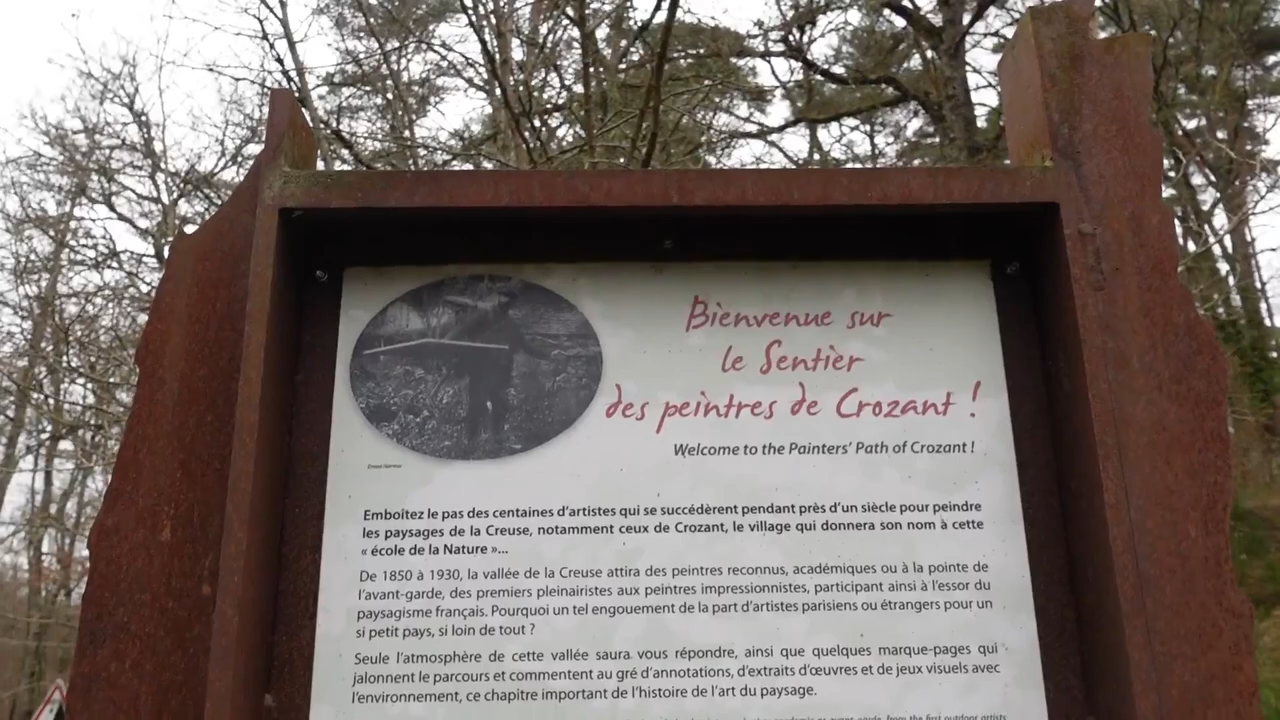 Bienvenue sur
le Sentier
des peintres de Crozant !
Welcome to the Painters' Path of Crozant !
Emboîtez le pas des centaines d'artistes qui se succédèrent pendant près d'un siècle pour peindre
les paysages de la Creuse, notamment ceux de Crozant, le village qui donnera son nom à cette
« école de la Nature »...
De 1850 à 1930, la vallée de la Creuse attira des peintres reconnus, académiques ou à la pointe de
l'avant-garde, des premiers pleinairistes aux peintres impressionnistes, participant ainsi à l'essor du
paysagisme français. Pourquoi un tel engouement de la part d'artistes parisiens ou étrangers pour un
si petit pays, si loin de tout ?
Seule l'atmosphère de cette vallée saura vous répondre, ainsi que quelques marque-pages qui
jalonnent le parcours et commentent au gré d'annotations, d'extraits d'œuvres et de jeux visuels avec
l'environnement, ce chapitre important de l'histoire de l'art du paysage.
from the first outdoor artists